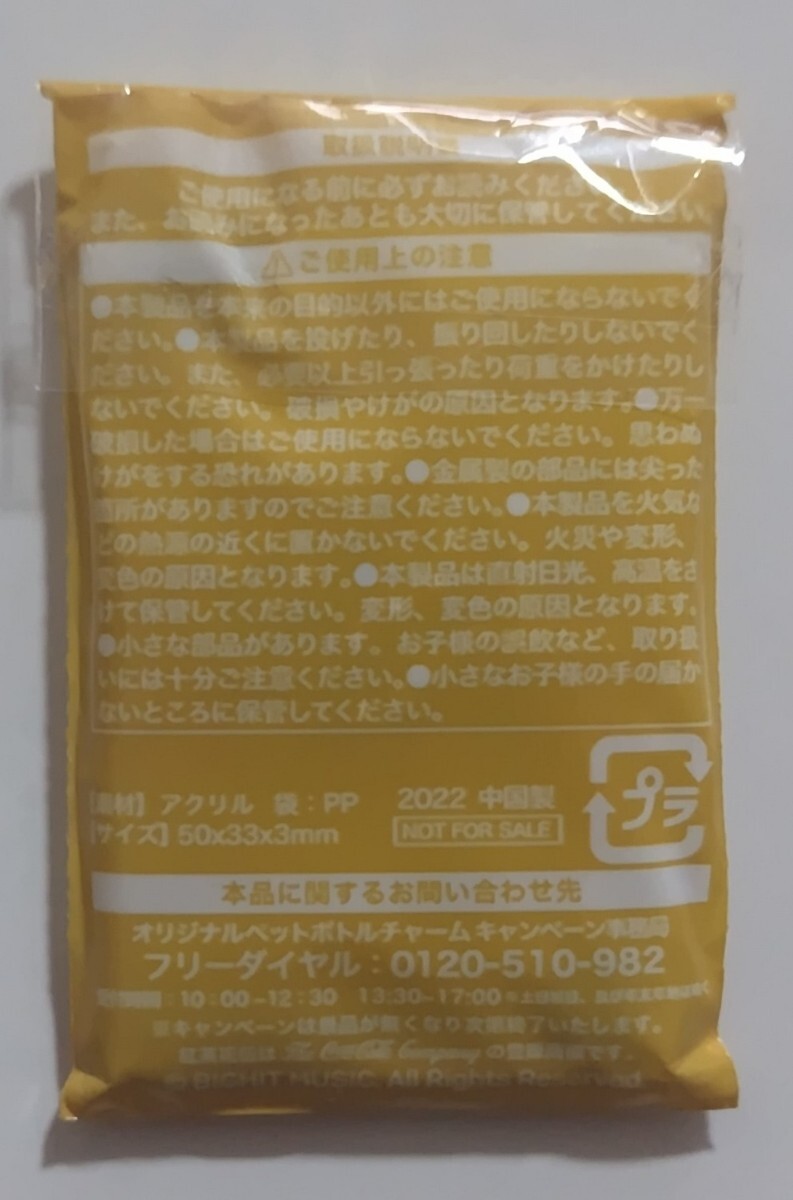 取扱説明書
ご使用になる前に必ずお読みくださ
また、お読みになったあとも大切に保管してください。
⚠ご使用上の注意
●本製品を本来の目的以外にはご使用にならないでく
ださい。●本製品を投げたり、振り回したりしないでく
ださい。また、必要以上引っ張ったり荷重をかけたりし
ないでください。破損やけがの原因となります。●万一
破損した場合はご使用にならないでください。思わぬ
けがをする恐れがあります。●金属製の部品には尖った
箇所がありますのでご注意ください。●本製品を火気な
どの熱源の近くに置かないでください。火災や変形、
変色の原因となります。●本製品は直射日光、高温をさ
けて保管してください。変形、変色の原因となります。
●小さな部品があります。お子様の誤飲など、取り扱
いには十分ご注意ください。●小さなお子様の手の届か
ないところに保管してください。
プラ
[素材] アクリル 袋：PP 2022 中国製
[サイズ] 50x33x3mm NOT FOR SALE
本品に関するお問い合わせ先
オリジナルペットボトルチャーム キャンペーン事務局
フリーダイヤル：0120-510-982
10:00-12:30 13:30-17:00
※キャンペーンは景品が無くなり次第終了いたします。
The Coca-Cola Company の登録商標です。
© BIGHIT MUSIC. All Rights Reserved.